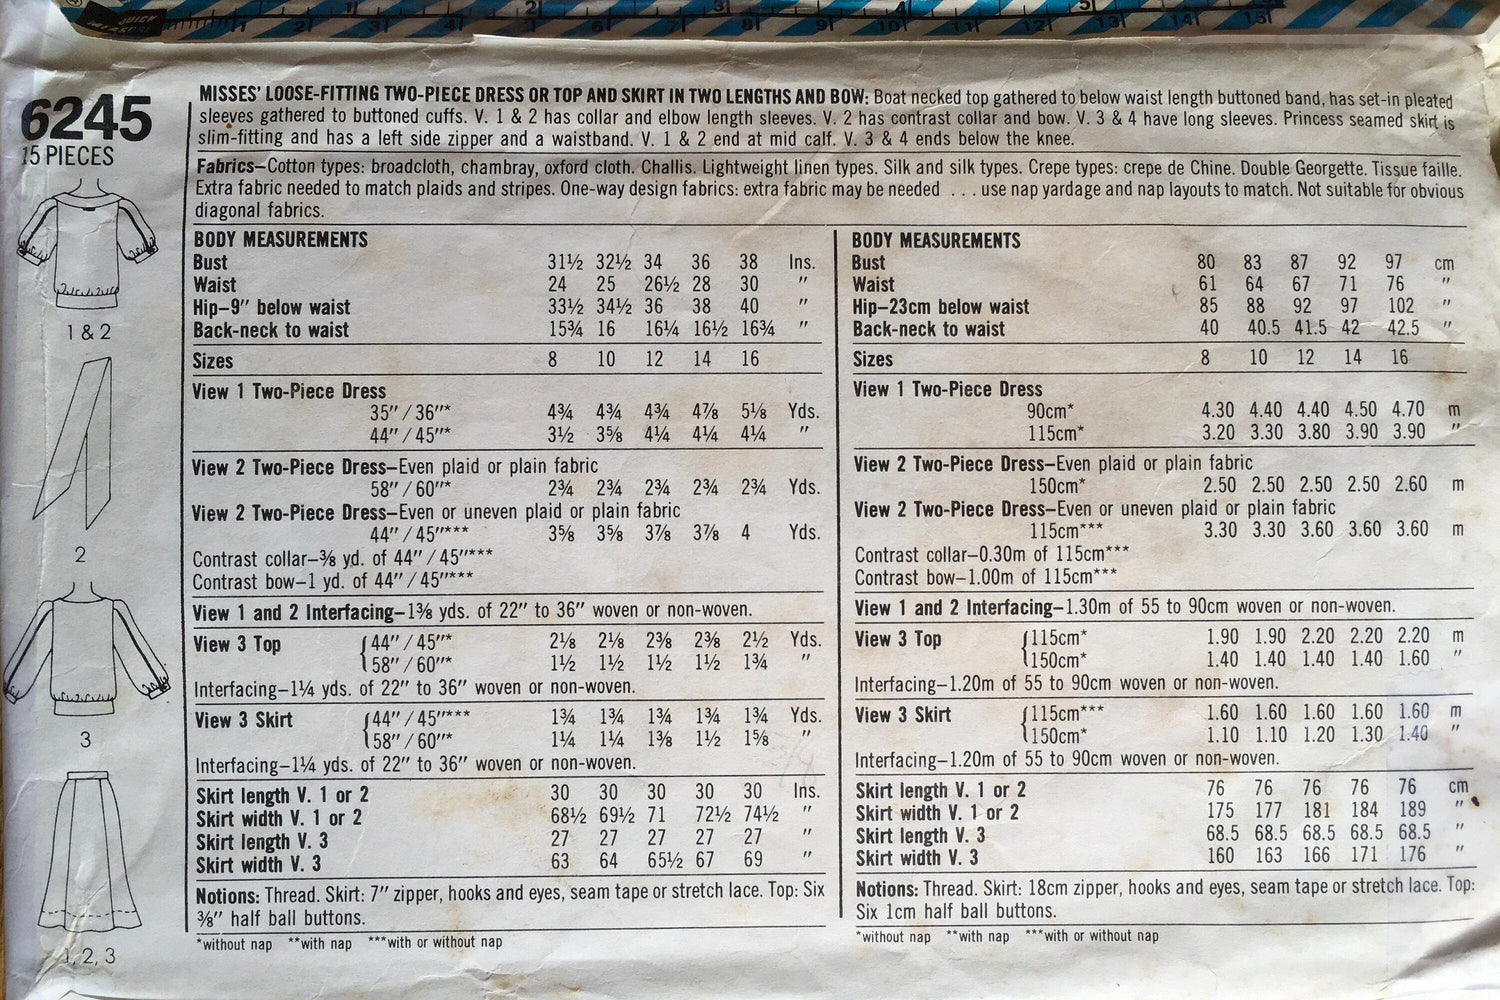 QUICK
1 2 3 4 5 6 7 8 9 10 11 12 13 14 15
6245
15 PIECES
1 & 2
2
3
1, 2, 3
MISSES' LOOSE-FITTING TWO-PIECE DRESS OR TOP AND SKIRT IN TWO LENGTHS AND BOW: Boat necked top gathered to below waist length buttoned band, has set-in pleated
sleeves gathered to buttoned cuffs. V. 1 & 2 has collar and elbow length sleeves. V. 2 has contrast collar and bow. V. 3 & 4 have long sleeves. Princess seamed skirt is
slim-fitting and has a left side zipper and a waistband. V. 1 & 2 end at mid calf. V. 3 & 4 ends below the knee.
Fabrics—Cotton types: broadcloth, chambray, oxford cloth. Challis. Lightweight linen types. Silk and silk types. Crepe types: crepe de Chine. Double Georgette. Tissue faille.
Extra fabric needed to match plaids and stripes. One-way design fabrics: extra fabric may be needed . . . use nap yardage and nap layouts to match. Not suitable for obvious
diagonal fabrics.
BODY MEASUREMENTS
Bust 31½ 32½ 34 36 38 Ins.
Waist 24 25 26½ 28 30 "
Hip—9" below waist 33½ 34½ 36 38 40 "
Back-neck to waist 15¾ 16 16¼ 16½ 16¾ "
Sizes 8 10 12 14 16
View 1 Two-Piece Dress
35" / 36"* 4¾ 4¾ 4¾ 4⅞ 5⅛ Yds.
44" / 45"* 3½ 3⅝ 4¼ 4¼ 4¼ "
View 2 Two-Piece Dress—Even plaid or plain fabric
58" / 60"* 2¾ 2¾ 2¾ 2¾ 2¾ Yds.
View 2 Two-Piece Dress—Even or uneven plaid or plain fabric
44" / 45"*** 3⅝ 3⅝ 3⅞ 3⅞ 4 Yds.
Contrast collar—⅜ yd. of 44" / 45"***
Contrast bow—1 yd. of 44" / 45"***
View 1 and 2 Interfacing—1⅜ yds. of 22" to 36" woven or non-woven.
View 3 Top 44" / 45"* 2⅛ 2⅛ 2⅜ 2⅜ 2½ Yds.
58" / 60"* 1½ 1½ 1½ 1½ 1¾ "
Interfacing—1¼ yds. of 22" to 36" woven or non-woven.
View 3 Skirt 44" / 45"*** 1¾ 1¾ 1¾ 1¾ 1¾ Yds.
58" / 60"* 1¼ 1¼ 1⅜ 1½ 1⅝ "
Interfacing—1¼ yds. of 22" to 36" woven or non-woven.
Skirt length V. 1 or 2 30 30 30 30 30 Ins.
Skirt width V. 1 or 2 68½ 69½ 71 72½ 74½ "
Skirt length V. 3 27 27 27 27 27 "
Skirt width V. 3 63 64 65½ 67 69 "
Notions: Thread. Skirt: 7" zipper, hooks and eyes, seam tape or stretch lace. Top: Six
⅜" half ball buttons.
*without nap **with nap ***with or without nap
BODY MEASUREMENTS
Bust 80 83 87 92 97 cm
Waist 61 64 67 71 76 "
Hip—23cm below waist 85 88 92 97 102 "
Back-neck to waist 40 40.5 41.5 42 42.5 "
Sizes 8 10 12 14 16
View 1 Two-Piece Dress
90cm* 4.30 4.40 4.40 4.50 4.70 m
115cm* 3.20 3.30 3.80 3.90 3.90 "
View 2 Two-Piece Dress—Even plaid or plain fabric
150cm* 2.50 2.50 2.50 2.50 2.60 m
View 2 Two-Piece Dress—Even or uneven plaid or plain fabric
115cm*** 3.30 3.30 3.60 3.60 3.60 m
Contrast collar—0.30m of 115cm***
Contrast bow—1.00m of 115cm***
View 1 and 2 Interfacing—1.30m of 55 to 90cm woven or non-woven.
View 3 Top 115cm* 1.90 1.90 2.20 2.20 2.20 m
150cm* 1.40 1.40 1.40 1.40 1.60 "
Interfacing—1.20m of 55 to 90cm woven or non-woven.
View 3 Skirt 115cm*** 1.60 1.60 1.60 1.60 1.60 m
150cm* 1.10 1.10 1.20 1.30 1.40 "
Interfacing—1.20m of 55 to 90cm woven or non-woven.
Skirt length V. 1 or 2 76 76 76 76 76 cm
Skirt width V. 1 or 2 175 177 181 184 189 "
Skirt length V. 3 68.5 68.5 68.5 68.5 68.5 "
Skirt width V. 3 160 163 166 171 176 "
Notions: Thread. Skirt: 18cm zipper, hooks and eyes, seam tape or stretch lace. Top:
Six 1cm half ball buttons.
*without nap **with nap ***with or without nap